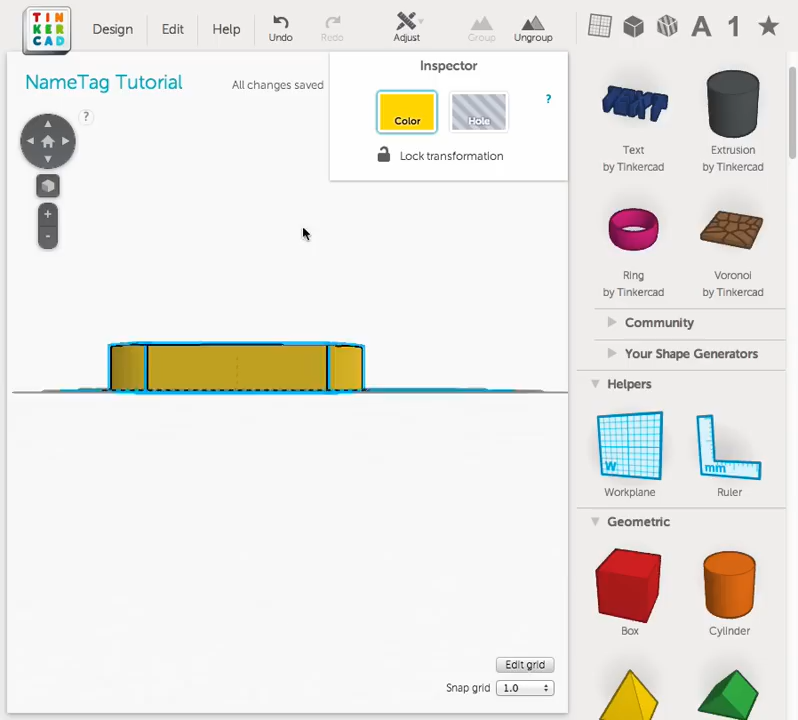 TIN
KER
CAD
Design
Edit
Help
Undo
Redo
Adjust
Group
Ungroup
A
1
NameTag Tutorial
All changes saved
Inspector
Color
Hole
?
Lock transformation
?
+
-
TEXT
Text
by Tinkercad
Extrusion
by Tinkercad
Ring
by Tinkercad
Voronoi
by Tinkercad
Community
Your Shape Generators
Helpers
W
mm
Workplane
Ruler
Geometric
Box
Cylinder
Edit grid
Snap grid
1.0